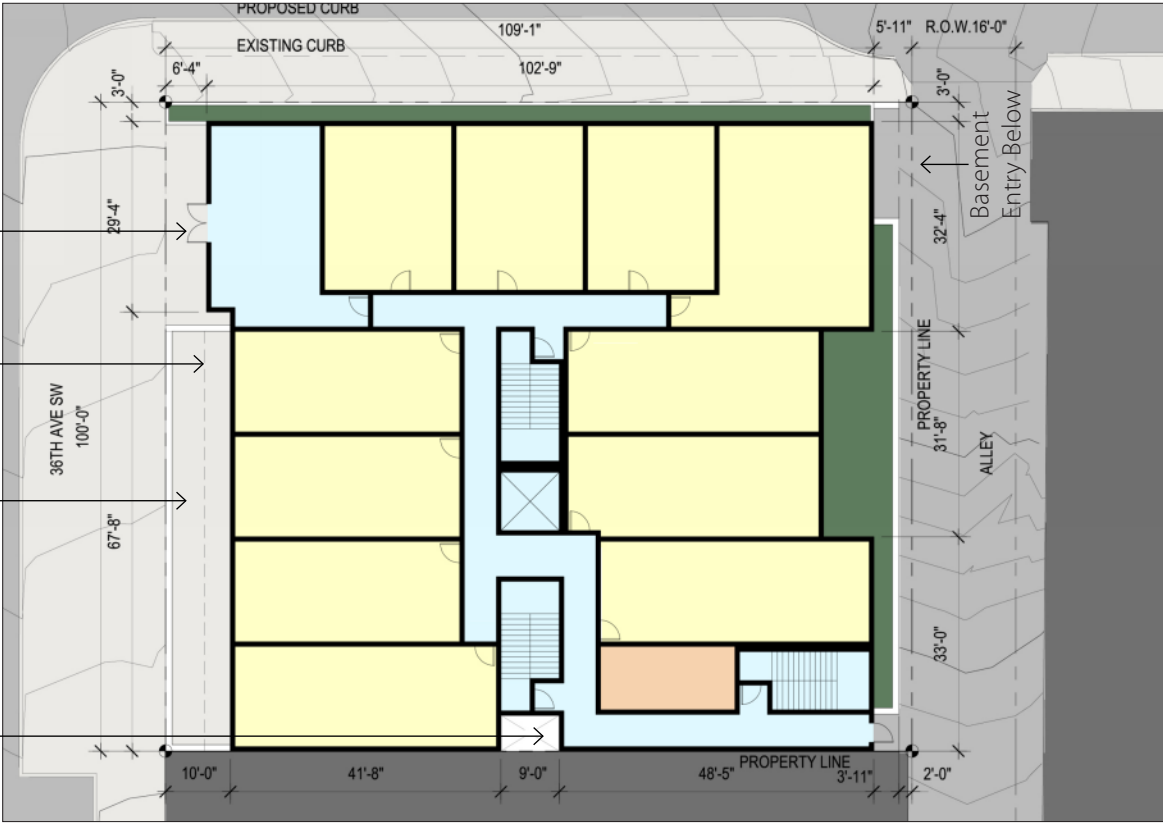 PROPOSED CURB
109'-1"
5'-11"
R.O.W.16'-0"
EXISTING CURB
6'-4"
102'-9"
3'-0"
3'-0"
Basement
Entry Below
29'-4"
32'-4"
36TH AVE SW
100'-0"
PROPERTY LINE
31'-8"
ALLEY
67'-8"
33'-0"
PROPERTY LINE
10'-0"
41'-8"
9'-0"
48'-5"
3'-11"
2'-0"